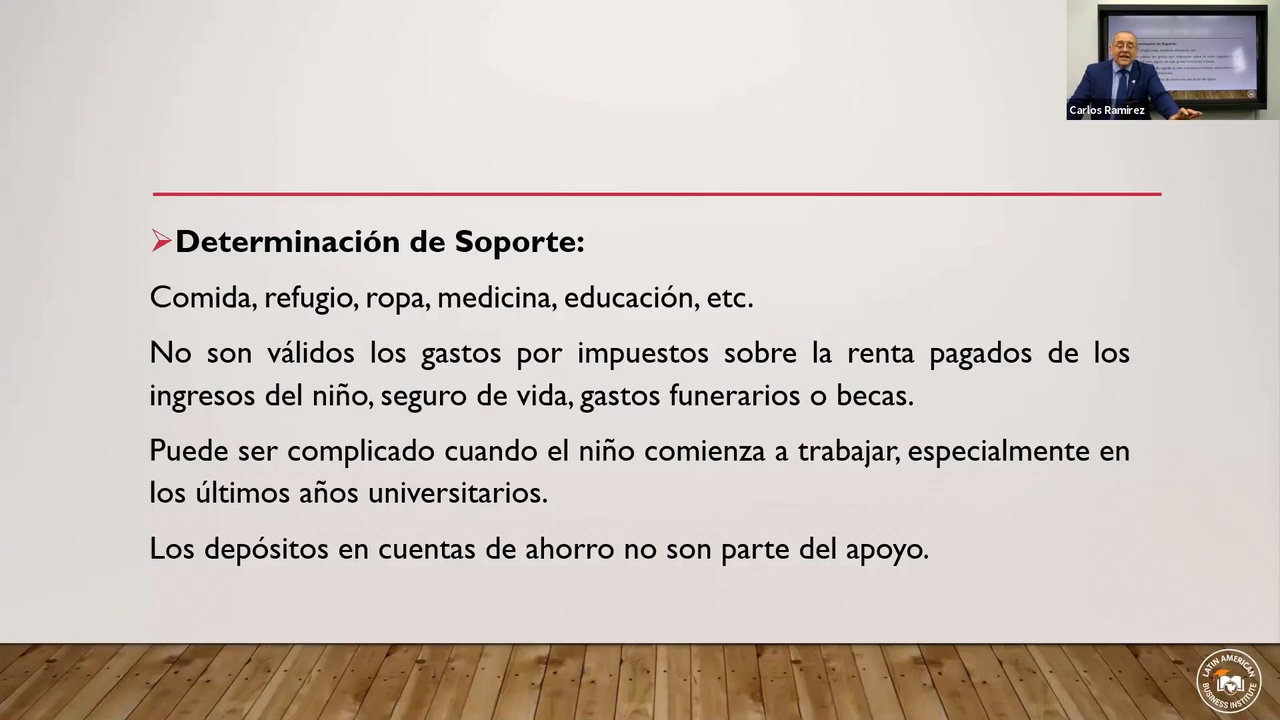 Carlos Ramirez
Determinación de Soporte:
Comida, refugio, ropa, medicina, educación, etc.
No son válidos los gastos por impuestos sobre la renta pagados de los
ingresos del niño, seguro de vida, gastos funerarios o becas.
Puede ser complicado cuando el niño comienza a trabajar, especialmente en
los últimos años universitarios.
Los depósitos en cuentas de ahorro no son parte del apoyo.
LATIN AMERICAN
BUSINESS INSTITUTE